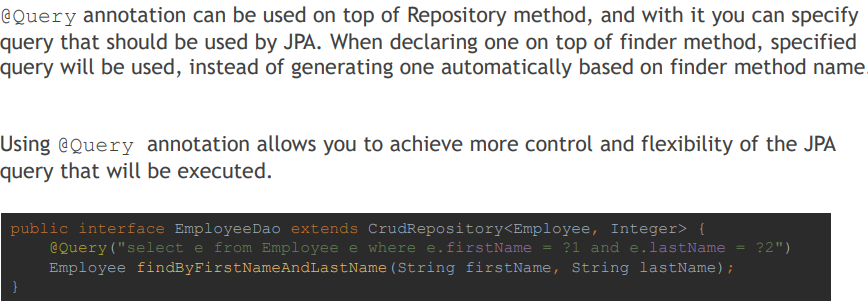 @Query annotation can be used on top of Repository method, and with it you can specify
query that should be used by JPA. When declaring one on top of finder method, specified
query will be used, instead of generating one automatically based on finder method name.
Using @Query annotation allows you to achieve more control and flexibility of the JPA
query that will be executed.
public interface EmployeeDao extends CrudRepository<Employee, Integer> {
    @Query("select e from Employee e where e.firstName = ?1 and e.lastName = ?2")
    Employee findByFirstNameAndLastName(String firstName, String lastName);
}